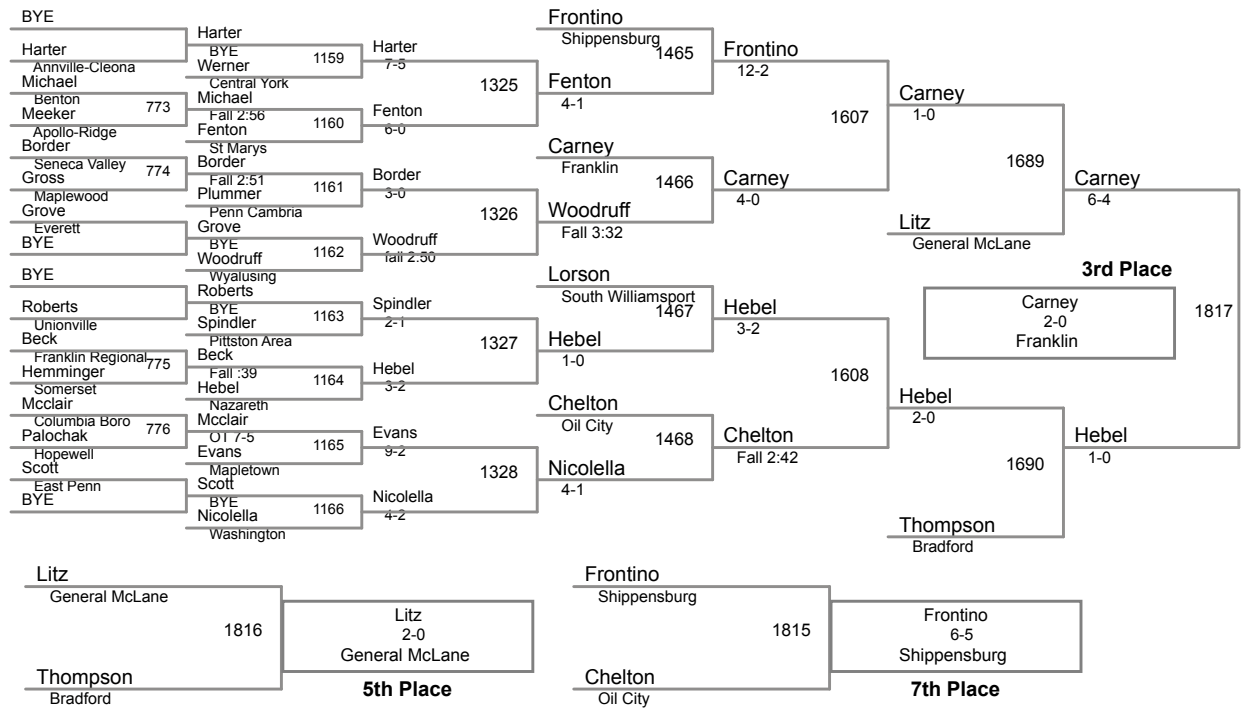 BYE
Harter
Annville-Cleona
Michael
Benton
773
Meeker
Apollo-Ridge
Border
Seneca Valley
774
Gross
Maplewood
Grove
Everett
BYE
BYE
Roberts
Unionville
Beck
Franklin Regional
775
Hemminger
Somerset
Mcclair
Columbia Boro
776
Palochak
Hopewell
Scott
East Penn
BYE
Harter
BYE
1159
Werner
Central York
Michael
Fall 2:56
1160
Fenton
St Marys
Border
Fall 2:51
1161
Plummer
Penn Cambria
Grove
BYE
1162
Woodruff
Wyalusing
Roberts
BYE
1163
Spindler
Pittston Area
Beck
Fall :39
1164
Hebel
Nazareth
Mcclair
OT 7-5
1165
Evans
Mapletown
Scott
BYE
1166
Nicolella
Washington
Harter
7-5
1325
Fenton
6-0
Border
3-0
1326
Woodruff
fall 2:50
Spindler
2-1
1327
Hebel
3-2
Evans
9-2
1328
Nicolella
4-2
Frontino
Shippensburg
1465
Fenton
4-1
Carney
Franklin
1466
Woodruff
Fall 3:32
Lorson
South Williamsport
1467
Hebel
1-0
Chelton
Oil City
1468
Nicolella
4-1
Frontino
12-2
1607
Carney
4-0
Hebel
3-2
1608
Chelton
Fall 2:42
Carney
1-0
1689
Litz
General McLane
Hebel
2-0
1690
Thompson
Bradford
Carney
6-4
1817
Hebel
1-0
3rd Place
Carney
2-0
Franklin
Litz
General McLane
1816
Thompson
Bradford
Litz
2-0
General McLane
5th Place
Frontino
Shippensburg
1815
Chelton
Oil City
Frontino
6-5
Shippensburg
7th Place